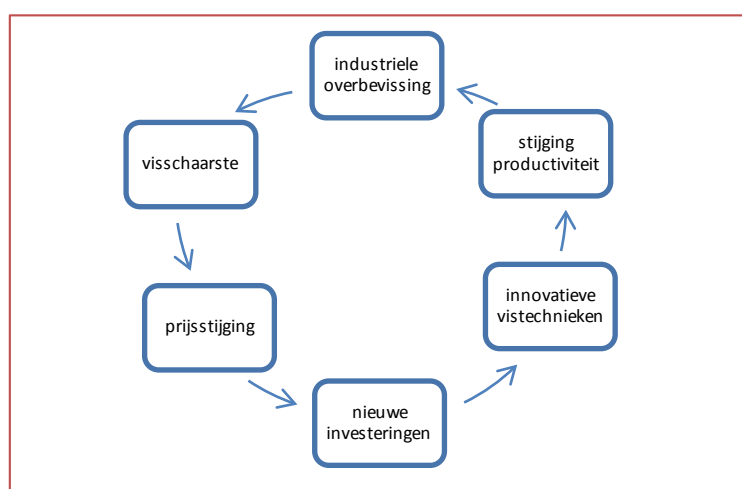 industriele
overbevissing
visschaarste
prijsstijging
nieuwe
investeringen
innovatieve
vistechnieken
stijging
productiviteit